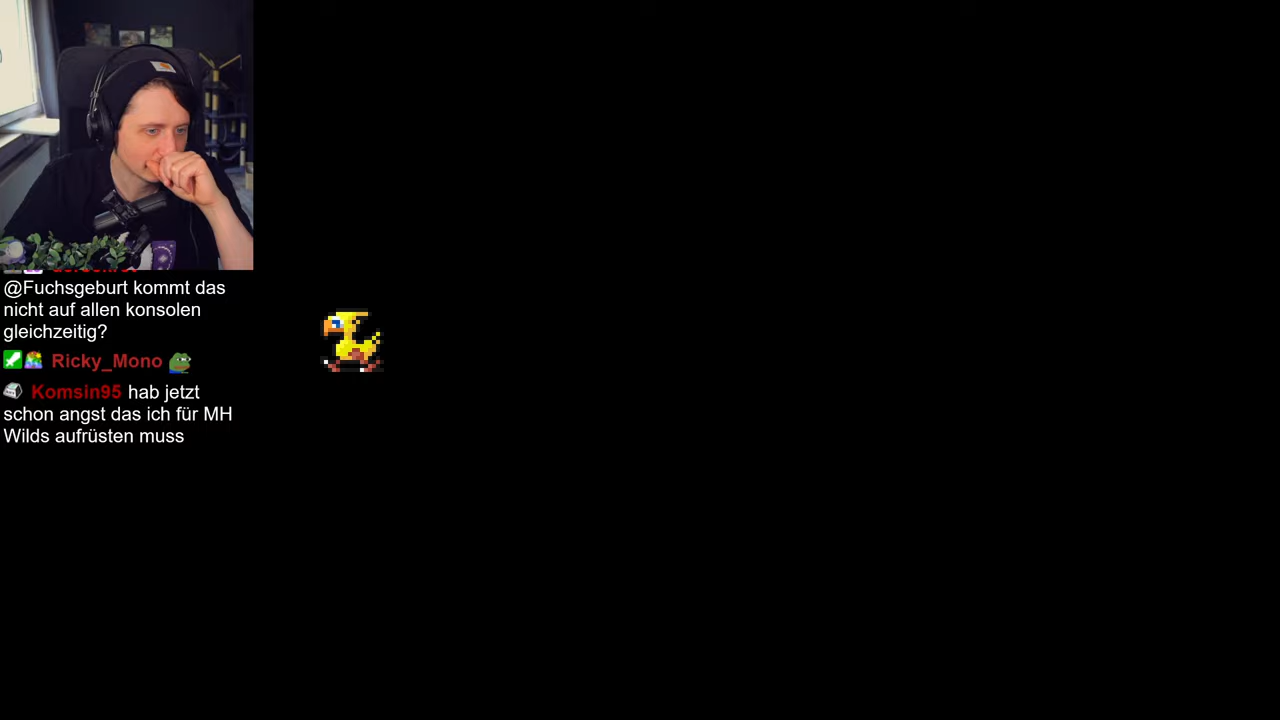 @Fuchsgeburt kommt das
nicht auf allen konsolen
gleichzeitig?
Ricky_Mono
Komsin95 hab jetzt
schon angst das ich für MH
Wilds aufrüsten muss